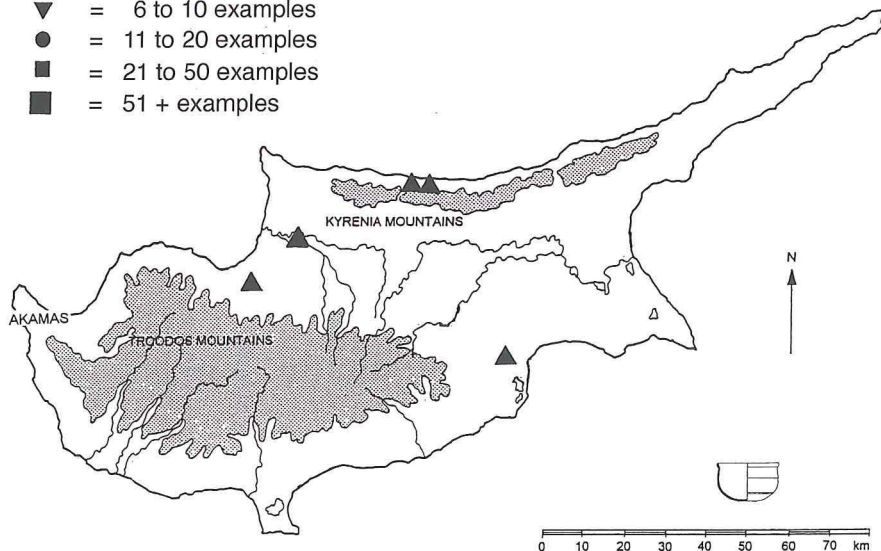 ▼ = 6 to 10 examples
● = 11 to 20 examples
■ = 21 to 50 examples
■ = 51 + examples
KYRENIA MOUNTAINS
N
AKAMAS
TROODOS MOUNTAINS
0 10 20 30 40 50 60 70 80 km